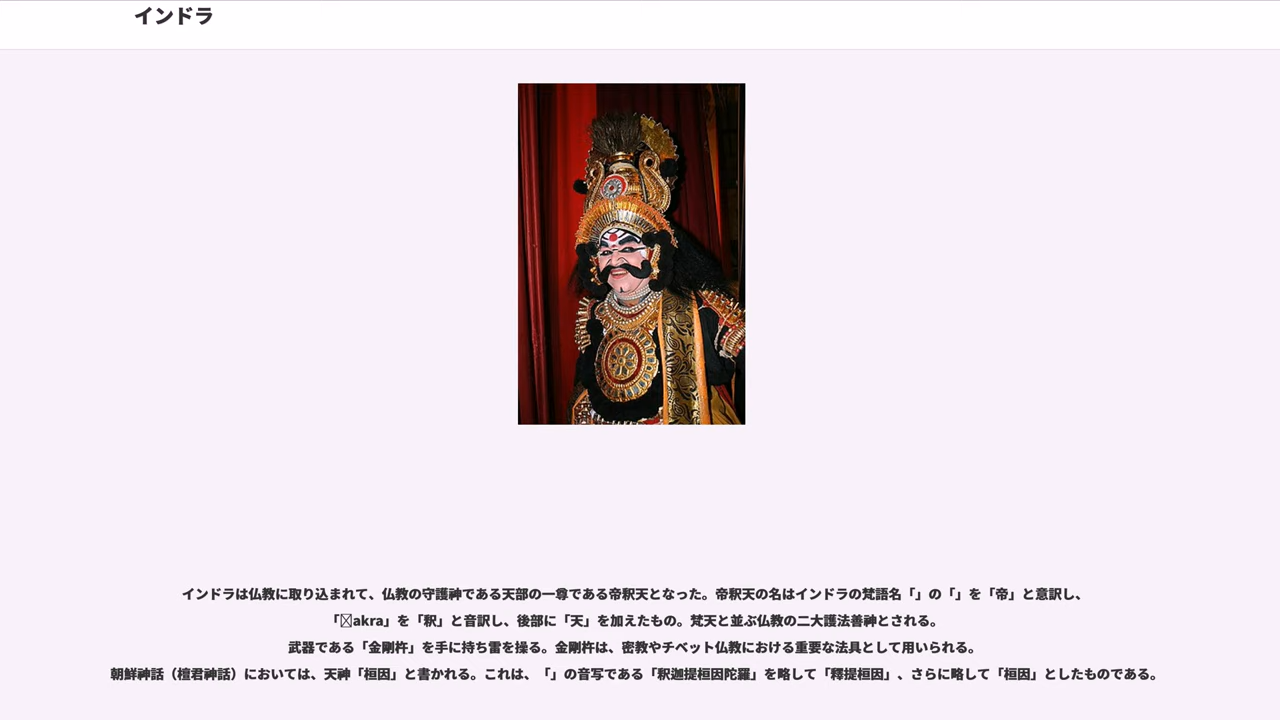 インドラ
インドラは仏教に取り込まれて、仏教の守護神である天部の一尊である帝釈天となった。帝釈天の名はインドラの梵語名「」の「」を「帝」と意訳し、
「akra」を「釈」と音訳し、後部に「天」を加えたもの。梵天と並ぶ仏教の二大護法善神とされる。
武器である「金剛杵」を手に持ち雷を操る。金剛杵は、密教やチベット仏教における重要な法具として用いられる。
朝鮮神話（檀君神話）においては、天神「桓因」と書かれる。これは、「」の音写である「釈迦提桓因陀羅」を略して「釋提桓因」、さらに略して「桓因」としたものである。